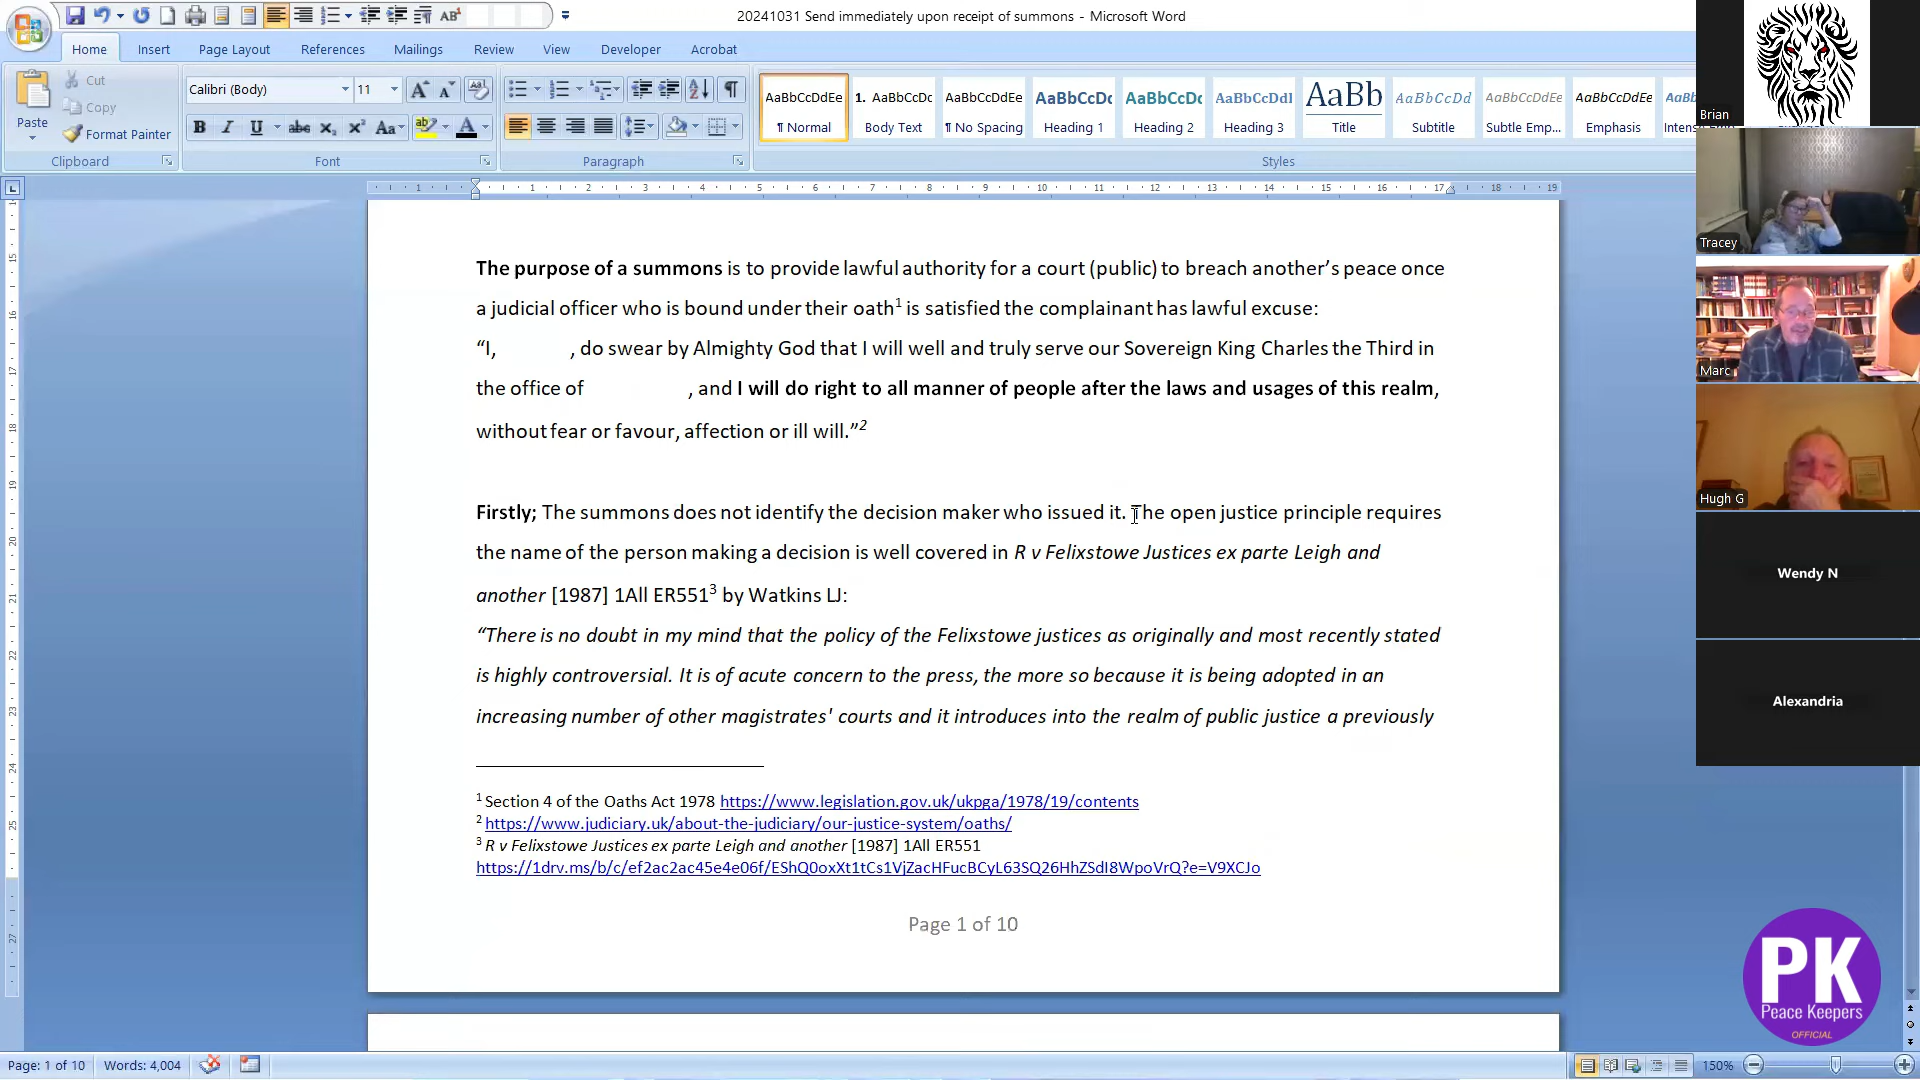 20241031 Send immediately upon receipt of summons - Microsoft Word
Home Insert Page Layout References Mailings Review View Developer Acrobat
Paste
Cut
Copy
Format Painter
Clipboard
Calibri (Body) 11
Font
Paragraph
AaBbCcDdEe 1. AaBbCcDc AaBbCcDdEe AaBbCcDc AaBbCcDc AaBbCcDdI AaBb AaBbCcDd AaBbCcDdEe AaBbCcDdEe
¶ Normal Body Text ¶ No Spacing Heading 1 Heading 2 Heading 3 Title Subtitle Subtle Emp... Emphasis
Styles
The purpose of a summons is to provide lawful authority for a court (public) to breach another’s peace once
a judicial officer who is bound under their oath1 is satisfied the complainant has lawful excuse:
“I, , do swear by Almighty God that I will well and truly serve our Sovereign King Charles the Third in
the office of , and I will do right to all manner of people after the laws and usages of this realm,
without fear or favour, affection or ill will.”2
Firstly; The summons does not identify the decision maker who issued it. The open justice principle requires
the name of the person making a decision is well covered in R v Felixstowe Justices ex parte Leigh and
another [1987] 1All ER5513 by Watkins LJ:
“There is no doubt in my mind that the policy of the Felixstowe justices as originally and most recently stated
is highly controversial. It is of acute concern to the press, the more so because it is being adopted in an
increasing number of other magistrates' courts and it introduces into the realm of public justice a previously
1 Section 4 of the Oaths Act 1978 https://www.legislation.gov.uk/ukpga/1978/19/contents
2 https://www.judiciary.uk/about-the-judiciary/our-justice-system/oaths/
3 R v Felixstowe Justices ex parte Leigh and another [1987] 1All ER551
https://1drv.ms/b/c/ef2ac2ac45e4e06f/EShQ0oxXt1tCs1VjZacHFucBCyL63SQ26HhZSdI8WpoVrQ?e=V9XCJo
Page 1 of 10
Page: 1 of 10 Words: 4,004
150%
Brian
Tracey
Marc
Hugh G
Wendy N
Alexandria
PK
Peace Keepers
OFFICIAL